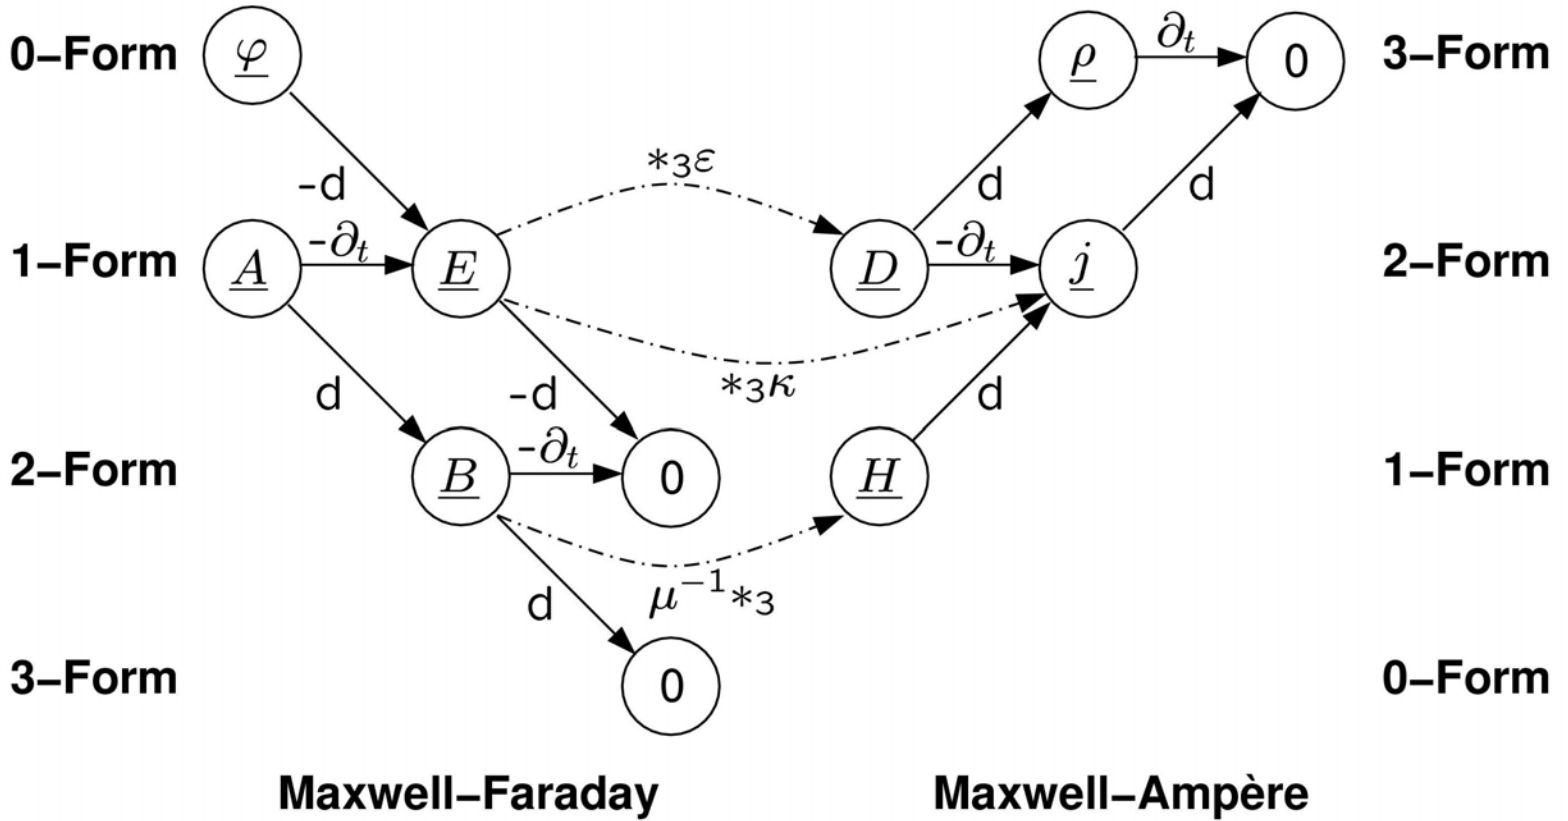 0–Form φ ρ ∂t 0 3–Form
-d *3ε d d
1–Form A -∂t E D -∂t j 2–Form
d -d *3κ d
2–Form B -∂t 0 H 1–Form
d μ⁻¹*3
3–Form 0 0–Form
Maxwell–Faraday Maxwell–Ampère